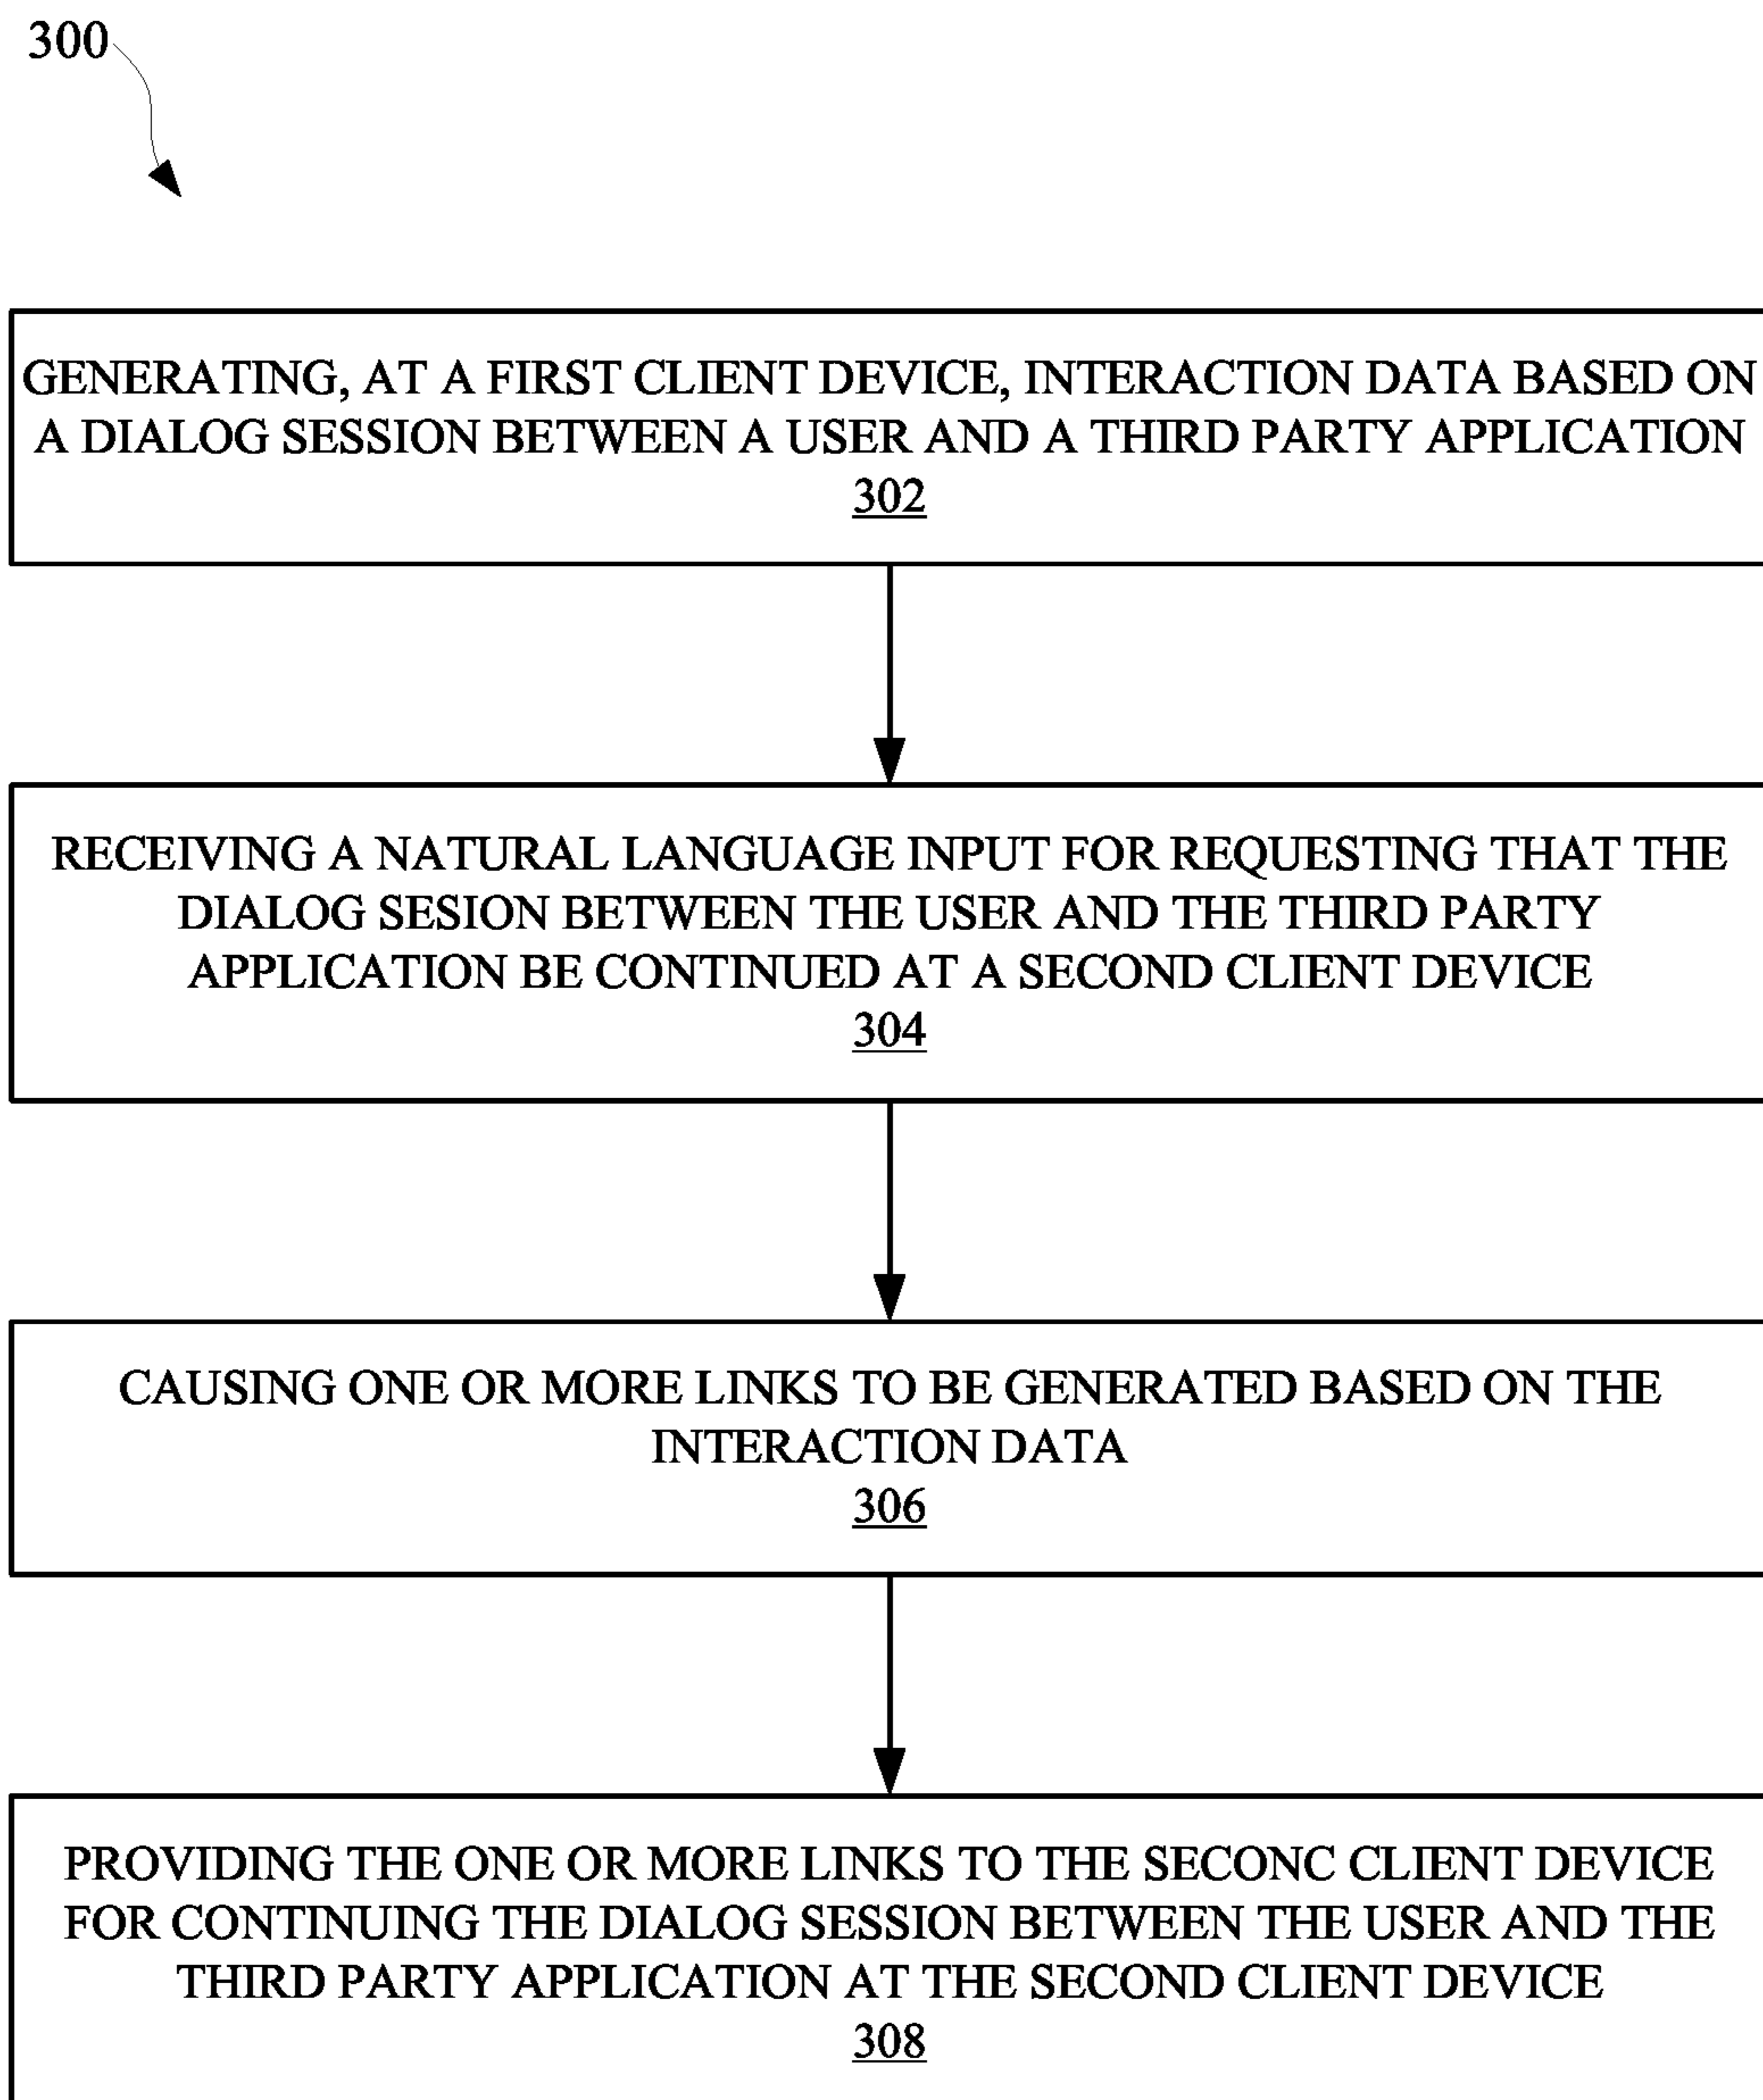 300
GENERATING, AT A FIRST CLIENT DEVICE, INTERACTION DATA BASED ON
A DIALOG SESSION BETWEEN A USER AND A THIRD PARTY APPLICATION
302
RECEIVING A NATURAL LANGUAGE INPUT FOR REQUESTING THAT THE
DIALOG SESION BETWEEN THE USER AND THE THIRD PARTY
APPLICATION BE CONTINUED AT A SECOND CLIENT DEVICE
304
CAUSING ONE OR MORE LINKS TO BE GENERATED BASED ON THE
INTERACTION DATA
306
PROVIDING THE ONE OR MORE LINKS TO THE SECONC CLIENT DEVICE
FOR CONTINUING THE DIALOG SESSION BETWEEN THE USER AND THE
THIRD PARTY APPLICATION AT THE SECOND CLIENT DEVICE
308